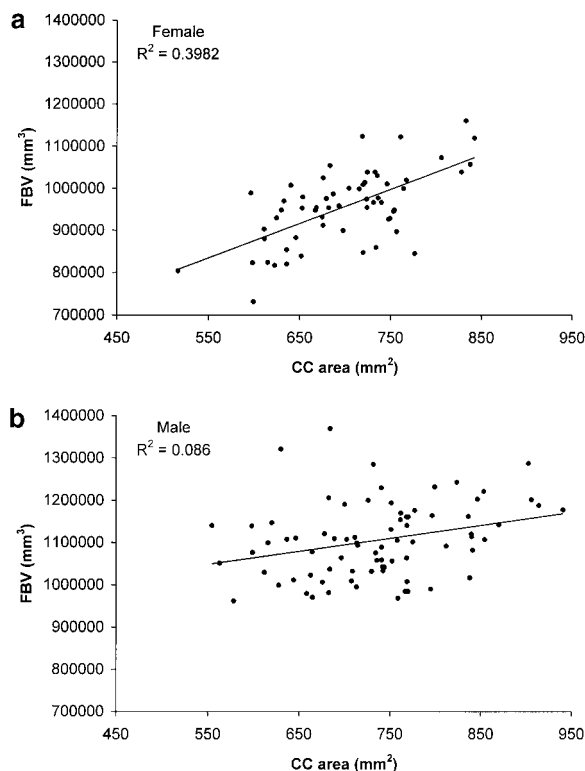 a
Female
R² = 0.3982
FBV (mm³)
1400000
1300000
1200000
1100000
1000000
900000
800000
700000
450 550 650 750 850 950
CC area (mm²)
b
Male
R² = 0.086
FBV (mm³)
1400000
1300000
1200000
1100000
1000000
900000
800000
700000
450 550 650 750 850 950
CC area (mm²)